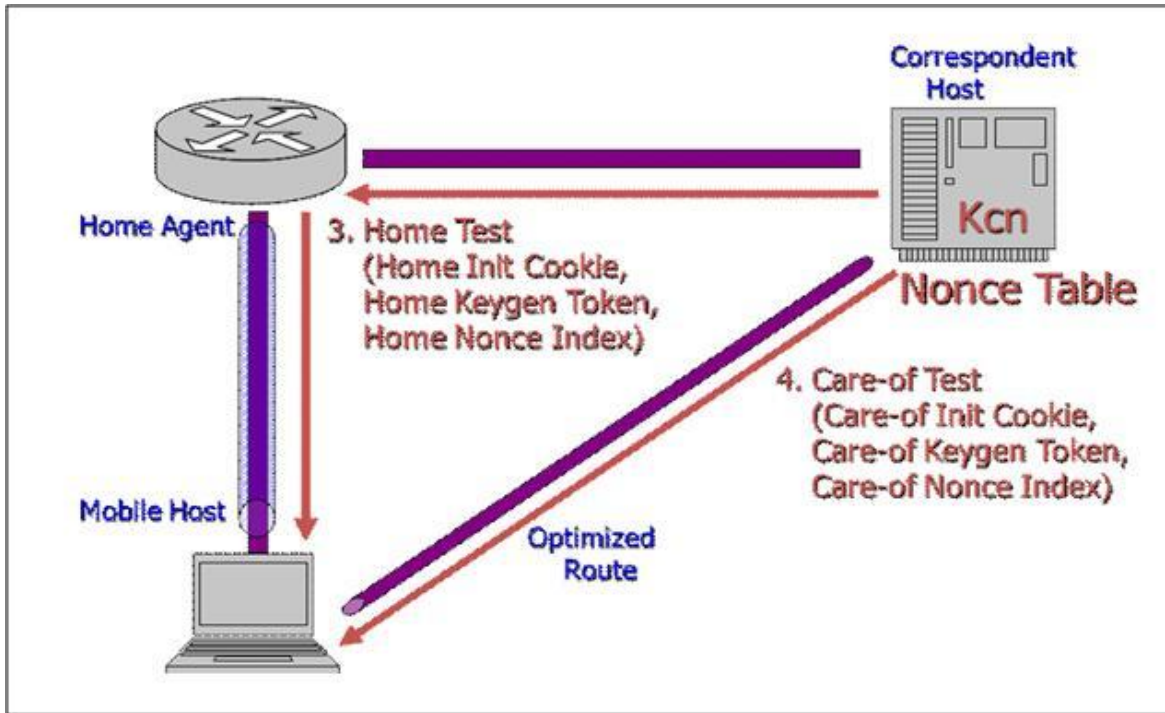 Correspondent
Host
Kcn
Nonce Table
Home Agent
3. Home Test
(Home Init Cookie,
Home Keygen Token,
Home Nonce Index)
4. Care-of Test
(Care-of Init Cookie,
Care-of Keygen Token,
Care-of Nonce Index)
Mobile Host
Optimized
Route